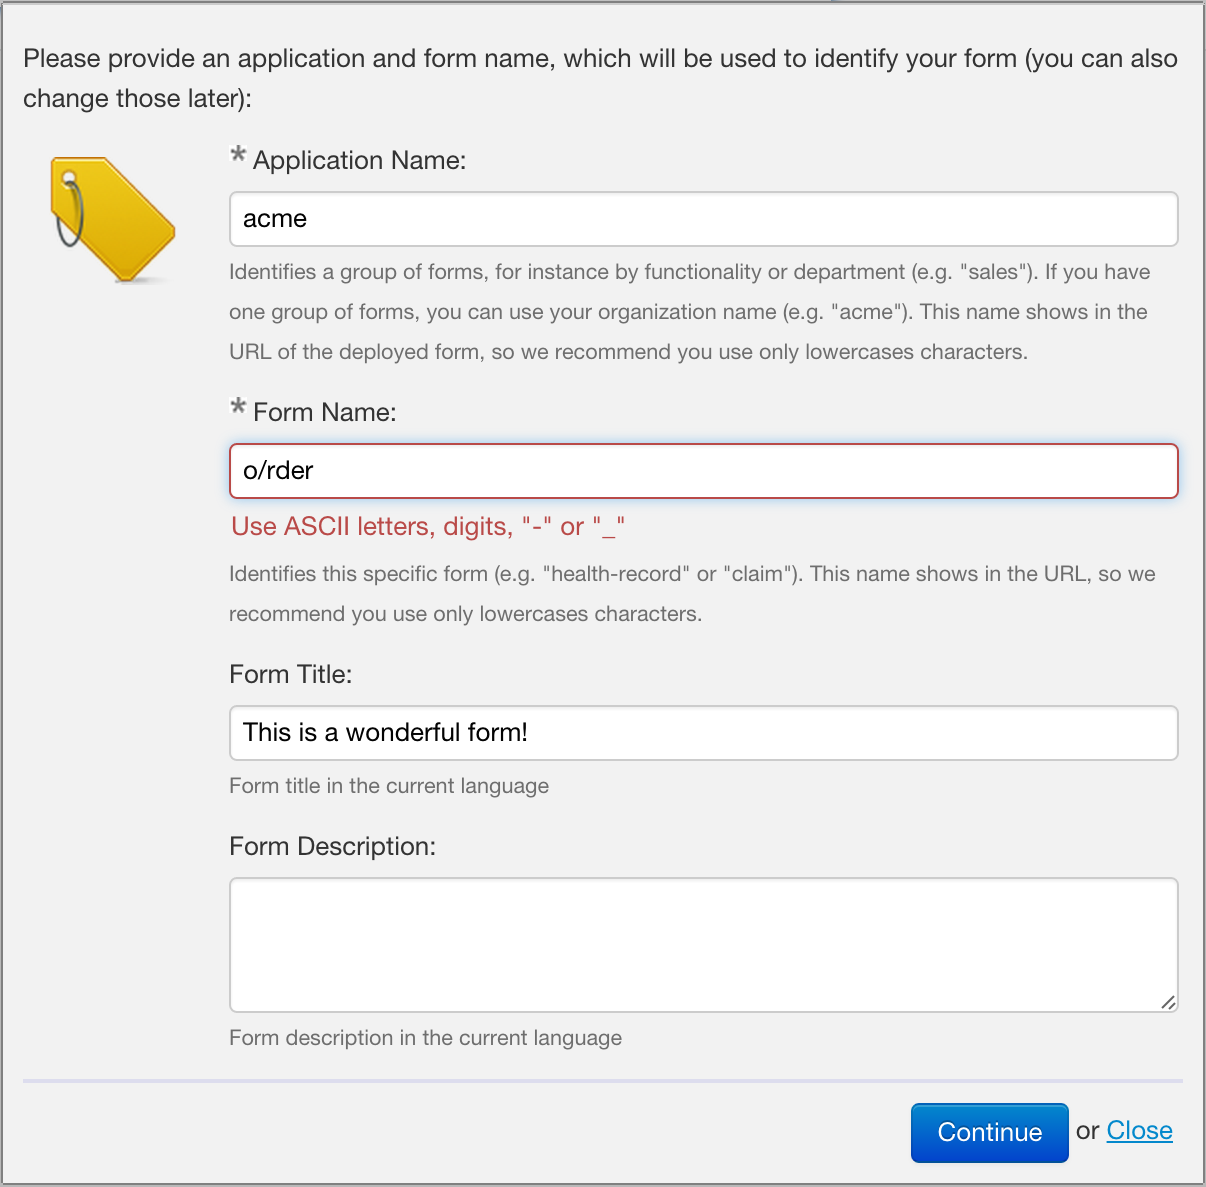 Please provide an application and form name, which will be used to identify your form (you can also
change those later):
* Application Name:
acme
Identifies a group of forms, for instance by functionality or department (e.g. "sales"). If you have
one group of forms, you can use your organization name (e.g. "acme"). This name shows in the
URL of the deployed form, so we recommend you use only lowercases characters.
* Form Name:
o/rder
Use ASCII letters, digits, "-" or "_"
Identifies this specific form (e.g. "health-record" or "claim"). This name shows in the URL, so we
recommend you use only lowercases characters.
Form Title:
This is a wonderful form!
Form title in the current language
Form Description:
Form description in the current language
Continue or Close